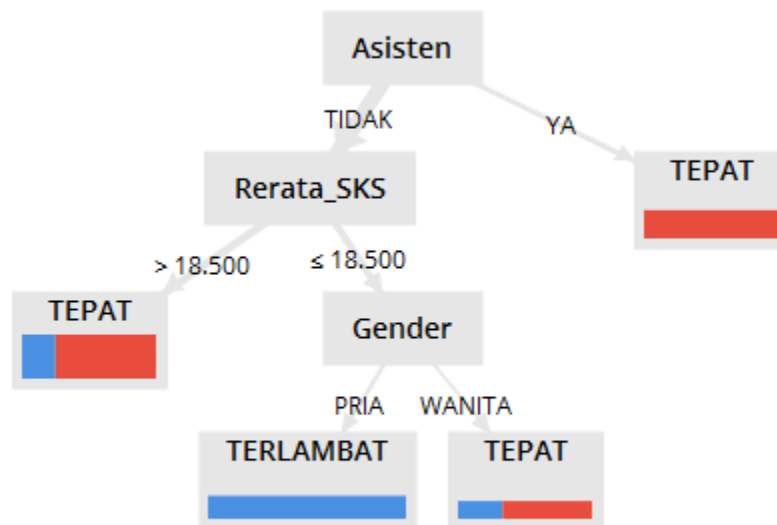 Asisten
TIDAK
YA
Rerata_SKS
TEPAT
> 18.500
≤ 18.500
TEPAT
Gender
PRIA
WANITA
TERLAMBAT
TEPAT